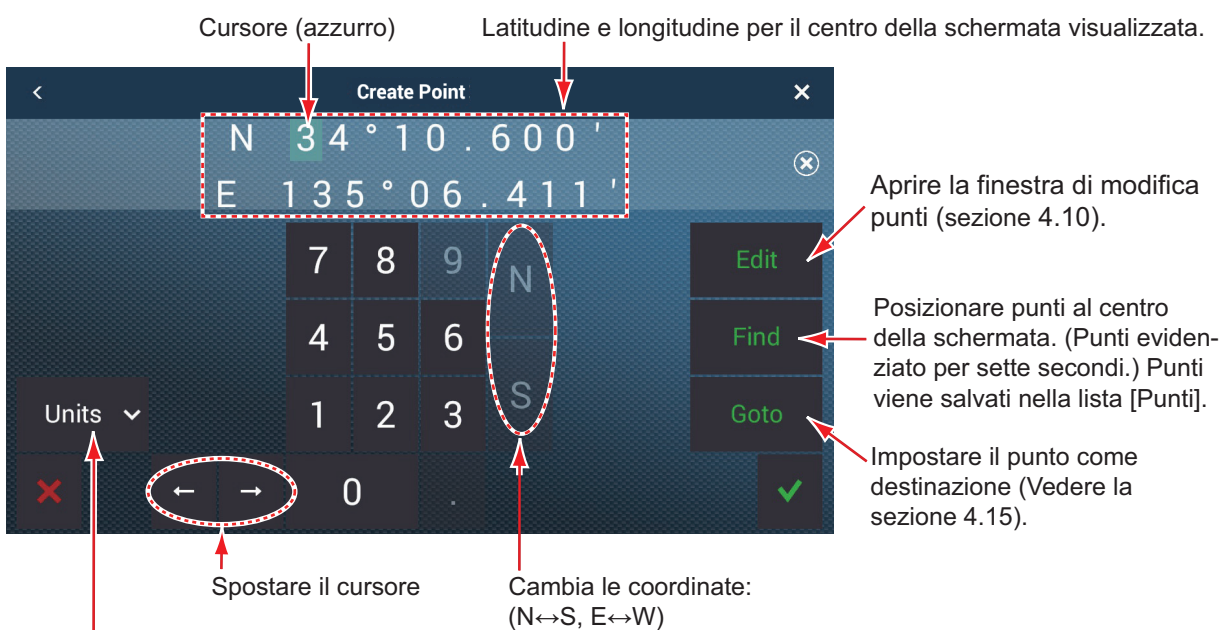 Cursore (azzurro)
Latitudine e longitudine per il centro della schermata visualizzata.
Create Point
N 34°10.600'
E 135°06.411'
Aprire la finestra di modifica
punti (sezione 4.10).
7 8 9 N
Edit
Posizionare punti al centro
della schermata. (Punti eviden-
ziato per sette secondi.) Punti
viene salvati nella lista [Punti].
4 5 6
Find
Units
1 2 3 S
Goto
Impostare il punto come
destinazione (Vedere la
sezione 4.15).
← → 0 .
Spostare il cursore
Cambia le coordinate:
(N↔S, E↔W)